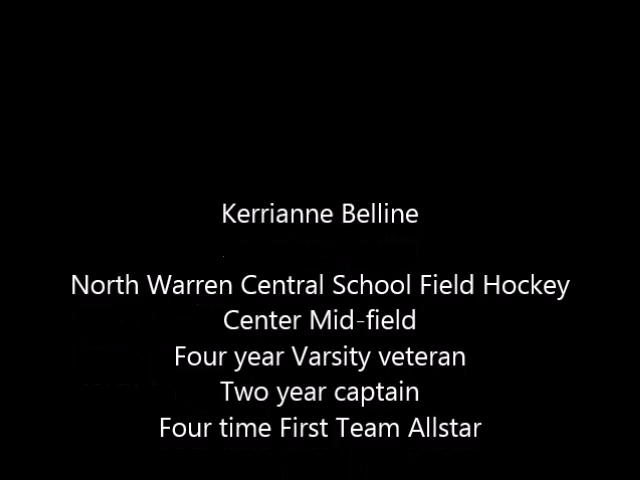 Kerrianne Belline
North Warren Central School Field Hockey
Center Mid-field
Four year Varsity veteran
Two year captain
Four time First Team Allstar